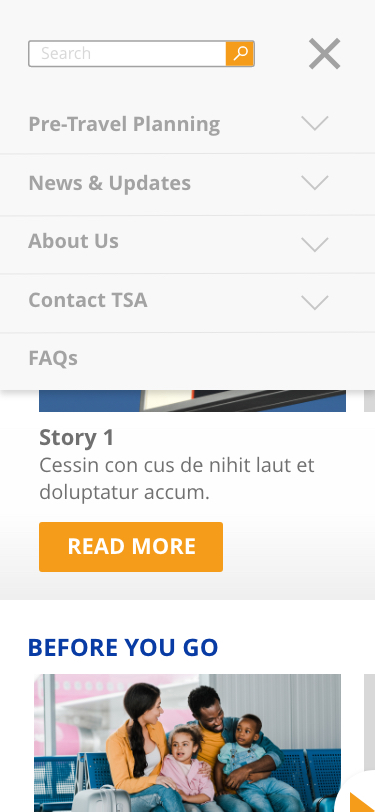 Search
Pre-Travel Planning
News & Updates
About Us
Contact TSA
FAQs
Story 1
Cessin con cus de nihit laut et
doluptatur accum.
READ MORE
BEFORE YOU GO